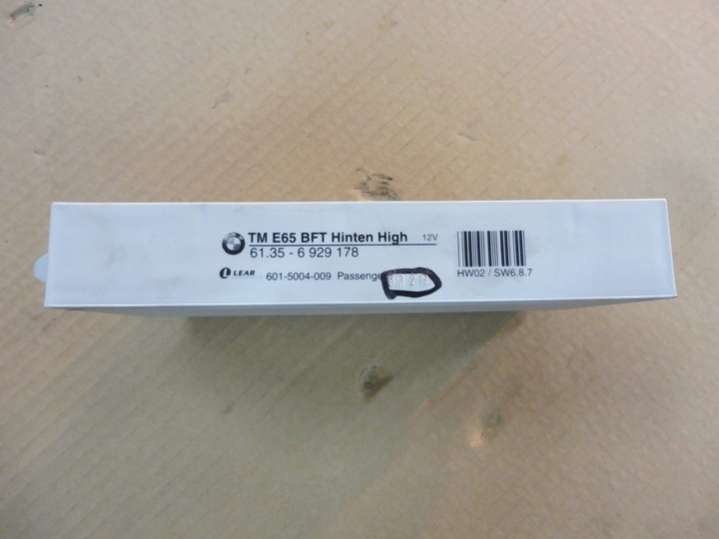 TM E65 BFT Hinten High 12V
61.35 - 6 929 178
LEAR 601-5004-009 Passenger
HW02 / SW6.8.7